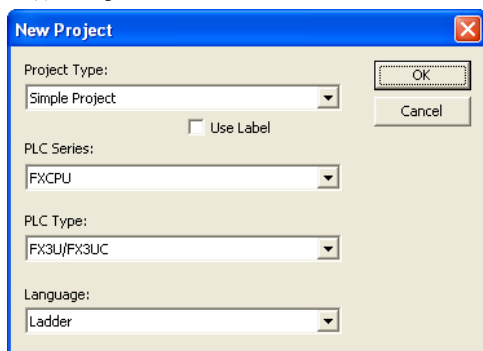 New Project
Project Type:
OK
Simple Project
Cancel
Use Label
PLC Series:
FXCPU
PLC Type:
FX3U/FX3UC
Language:
Ladder